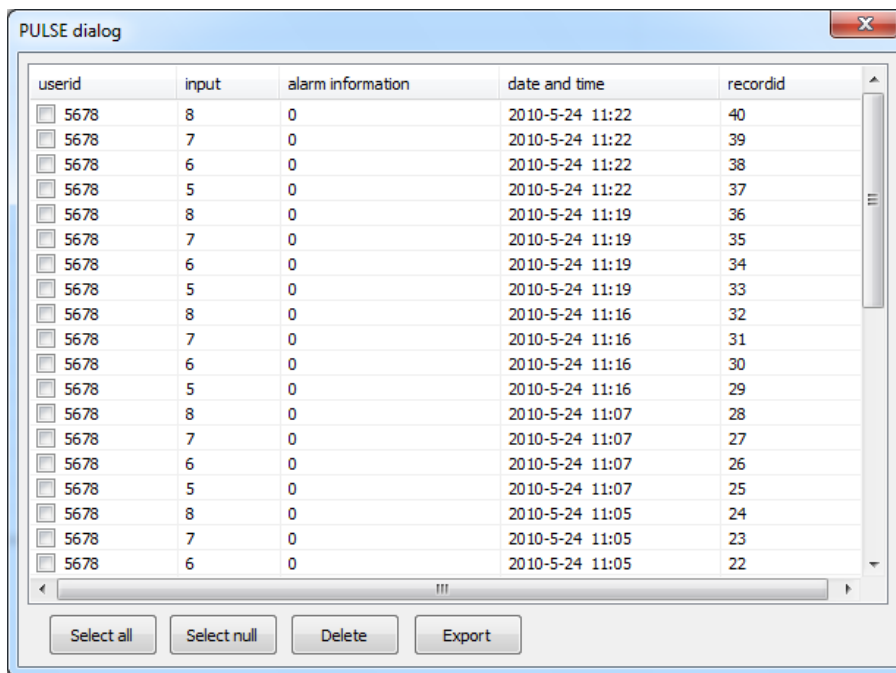 PULSE dialog
userid input alarm information date and time recordid
5678 8 0 2010-5-24 11:22 40
5678 7 0 2010-5-24 11:22 39
5678 6 0 2010-5-24 11:22 38
5678 5 0 2010-5-24 11:22 37
5678 8 0 2010-5-24 11:19 36
5678 7 0 2010-5-24 11:19 35
5678 6 0 2010-5-24 11:19 34
5678 5 0 2010-5-24 11:19 33
5678 8 0 2010-5-24 11:16 32
5678 7 0 2010-5-24 11:16 31
5678 6 0 2010-5-24 11:16 30
5678 5 0 2010-5-24 11:16 29
5678 8 0 2010-5-24 11:07 28
5678 7 0 2010-5-24 11:07 27
5678 6 0 2010-5-24 11:07 26
5678 5 0 2010-5-24 11:07 25
5678 8 0 2010-5-24 11:05 24
5678 7 0 2010-5-24 11:05 23
5678 6 0 2010-5-24 11:05 22
Select all Select null Delete Export